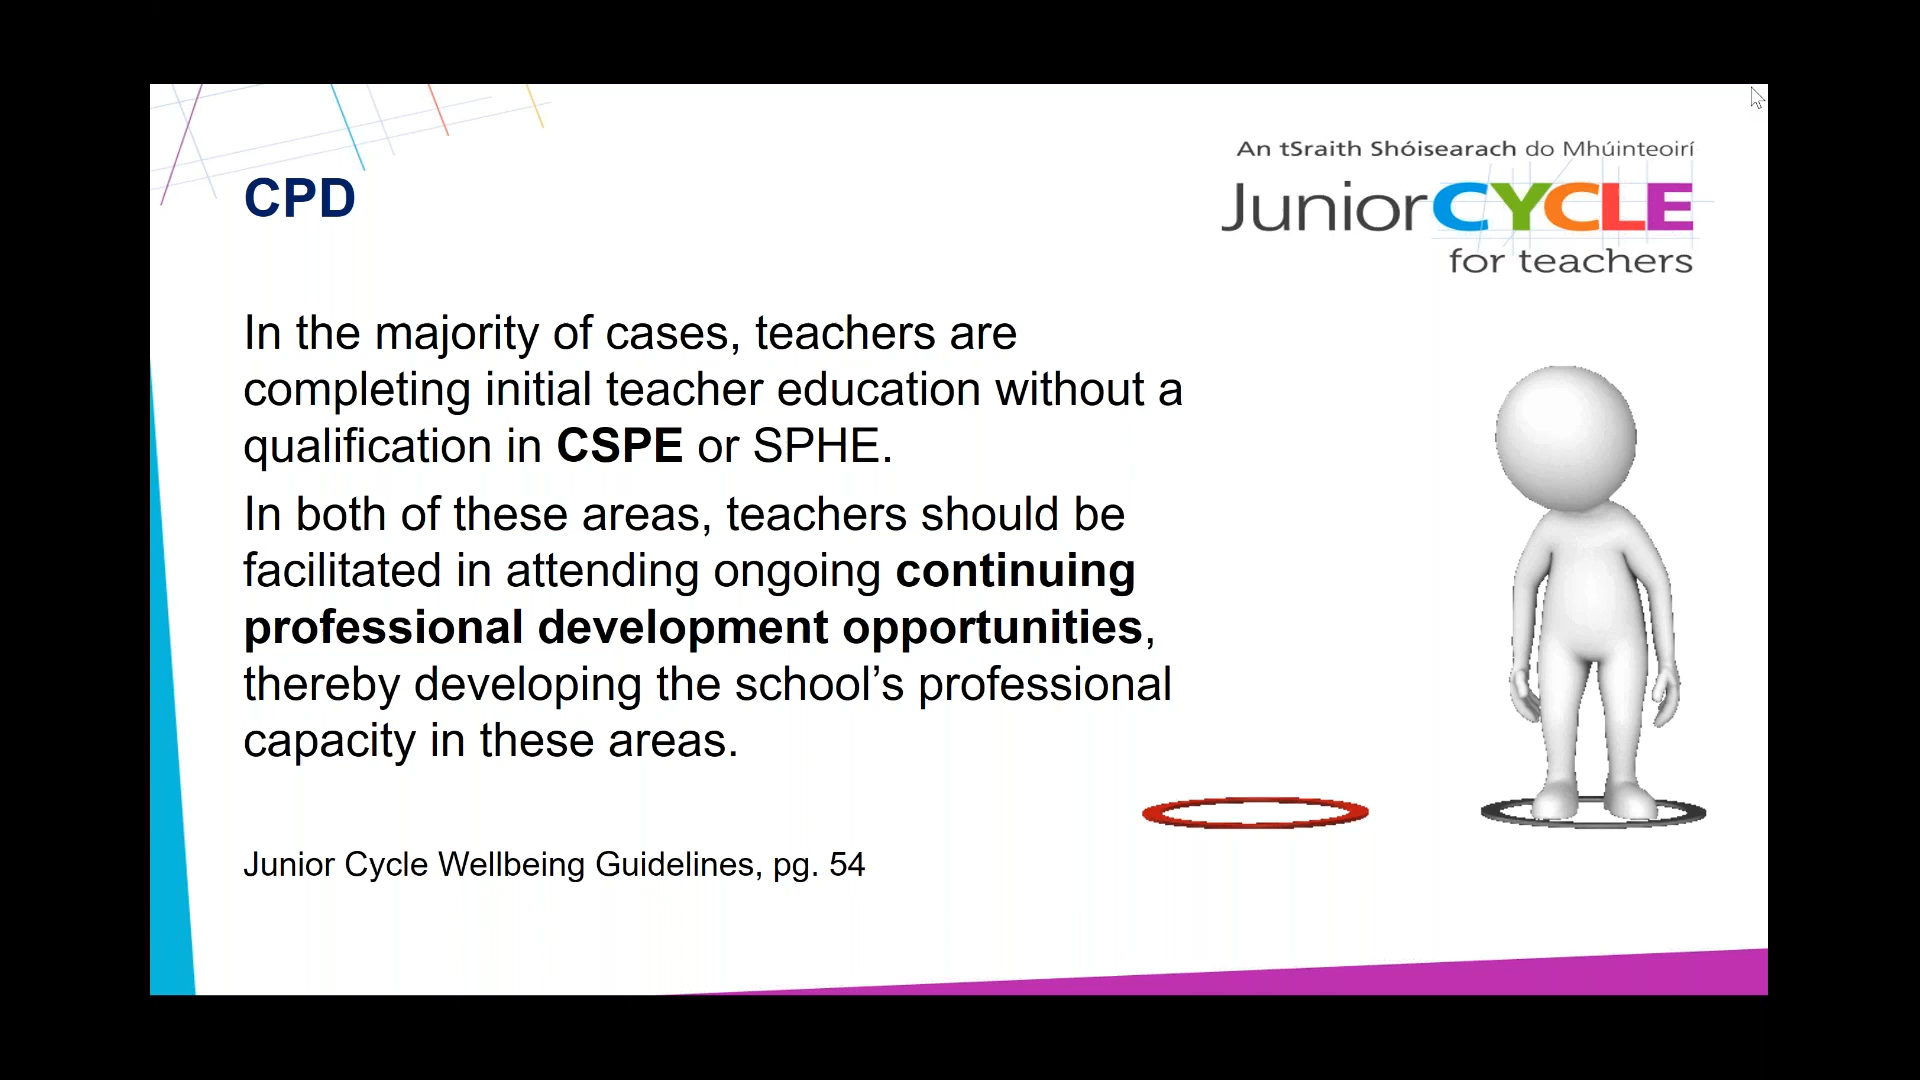 An tSraith Shóisearach do Mhúinteoirí
JuniorCYCLE
for teachers
CPD
In the majority of cases, teachers are
completing initial teacher education without a
qualification in CSPE or SPHE.
In both of these areas, teachers should be
facilitated in attending ongoing continuing
professional development opportunities,
thereby developing the school’s professional
capacity in these areas.
Junior Cycle Wellbeing Guidelines, pg. 54